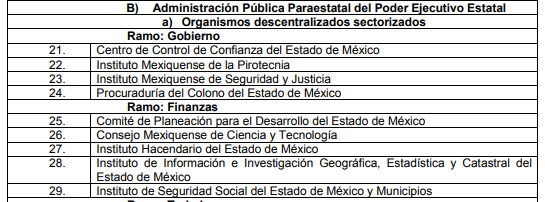 B) Administración Pública Paraestatal del Poder Ejecutivo Estatal
a) Organismos descentralizados sectorizados
Ramo: Gobierno
21. Centro de Control de Confianza del Estado de México
22. Instituto Mexiquense de la Pirotecnia
23. Instituto Mexiquense de Seguridad y Justicia
24. Procuraduría del Colono del Estado de México
Ramo: Finanzas
25. Comité de Planeación para el Desarrollo del Estado de México
26. Consejo Mexiquense de Ciencia y Tecnología
27. Instituto Hacendario del Estado de México
28. Instituto de Información e Investigación Geográfica, Estadística y Catastral del
Estado de México
29. Instituto de Seguridad Social del Estado de México y Municipios